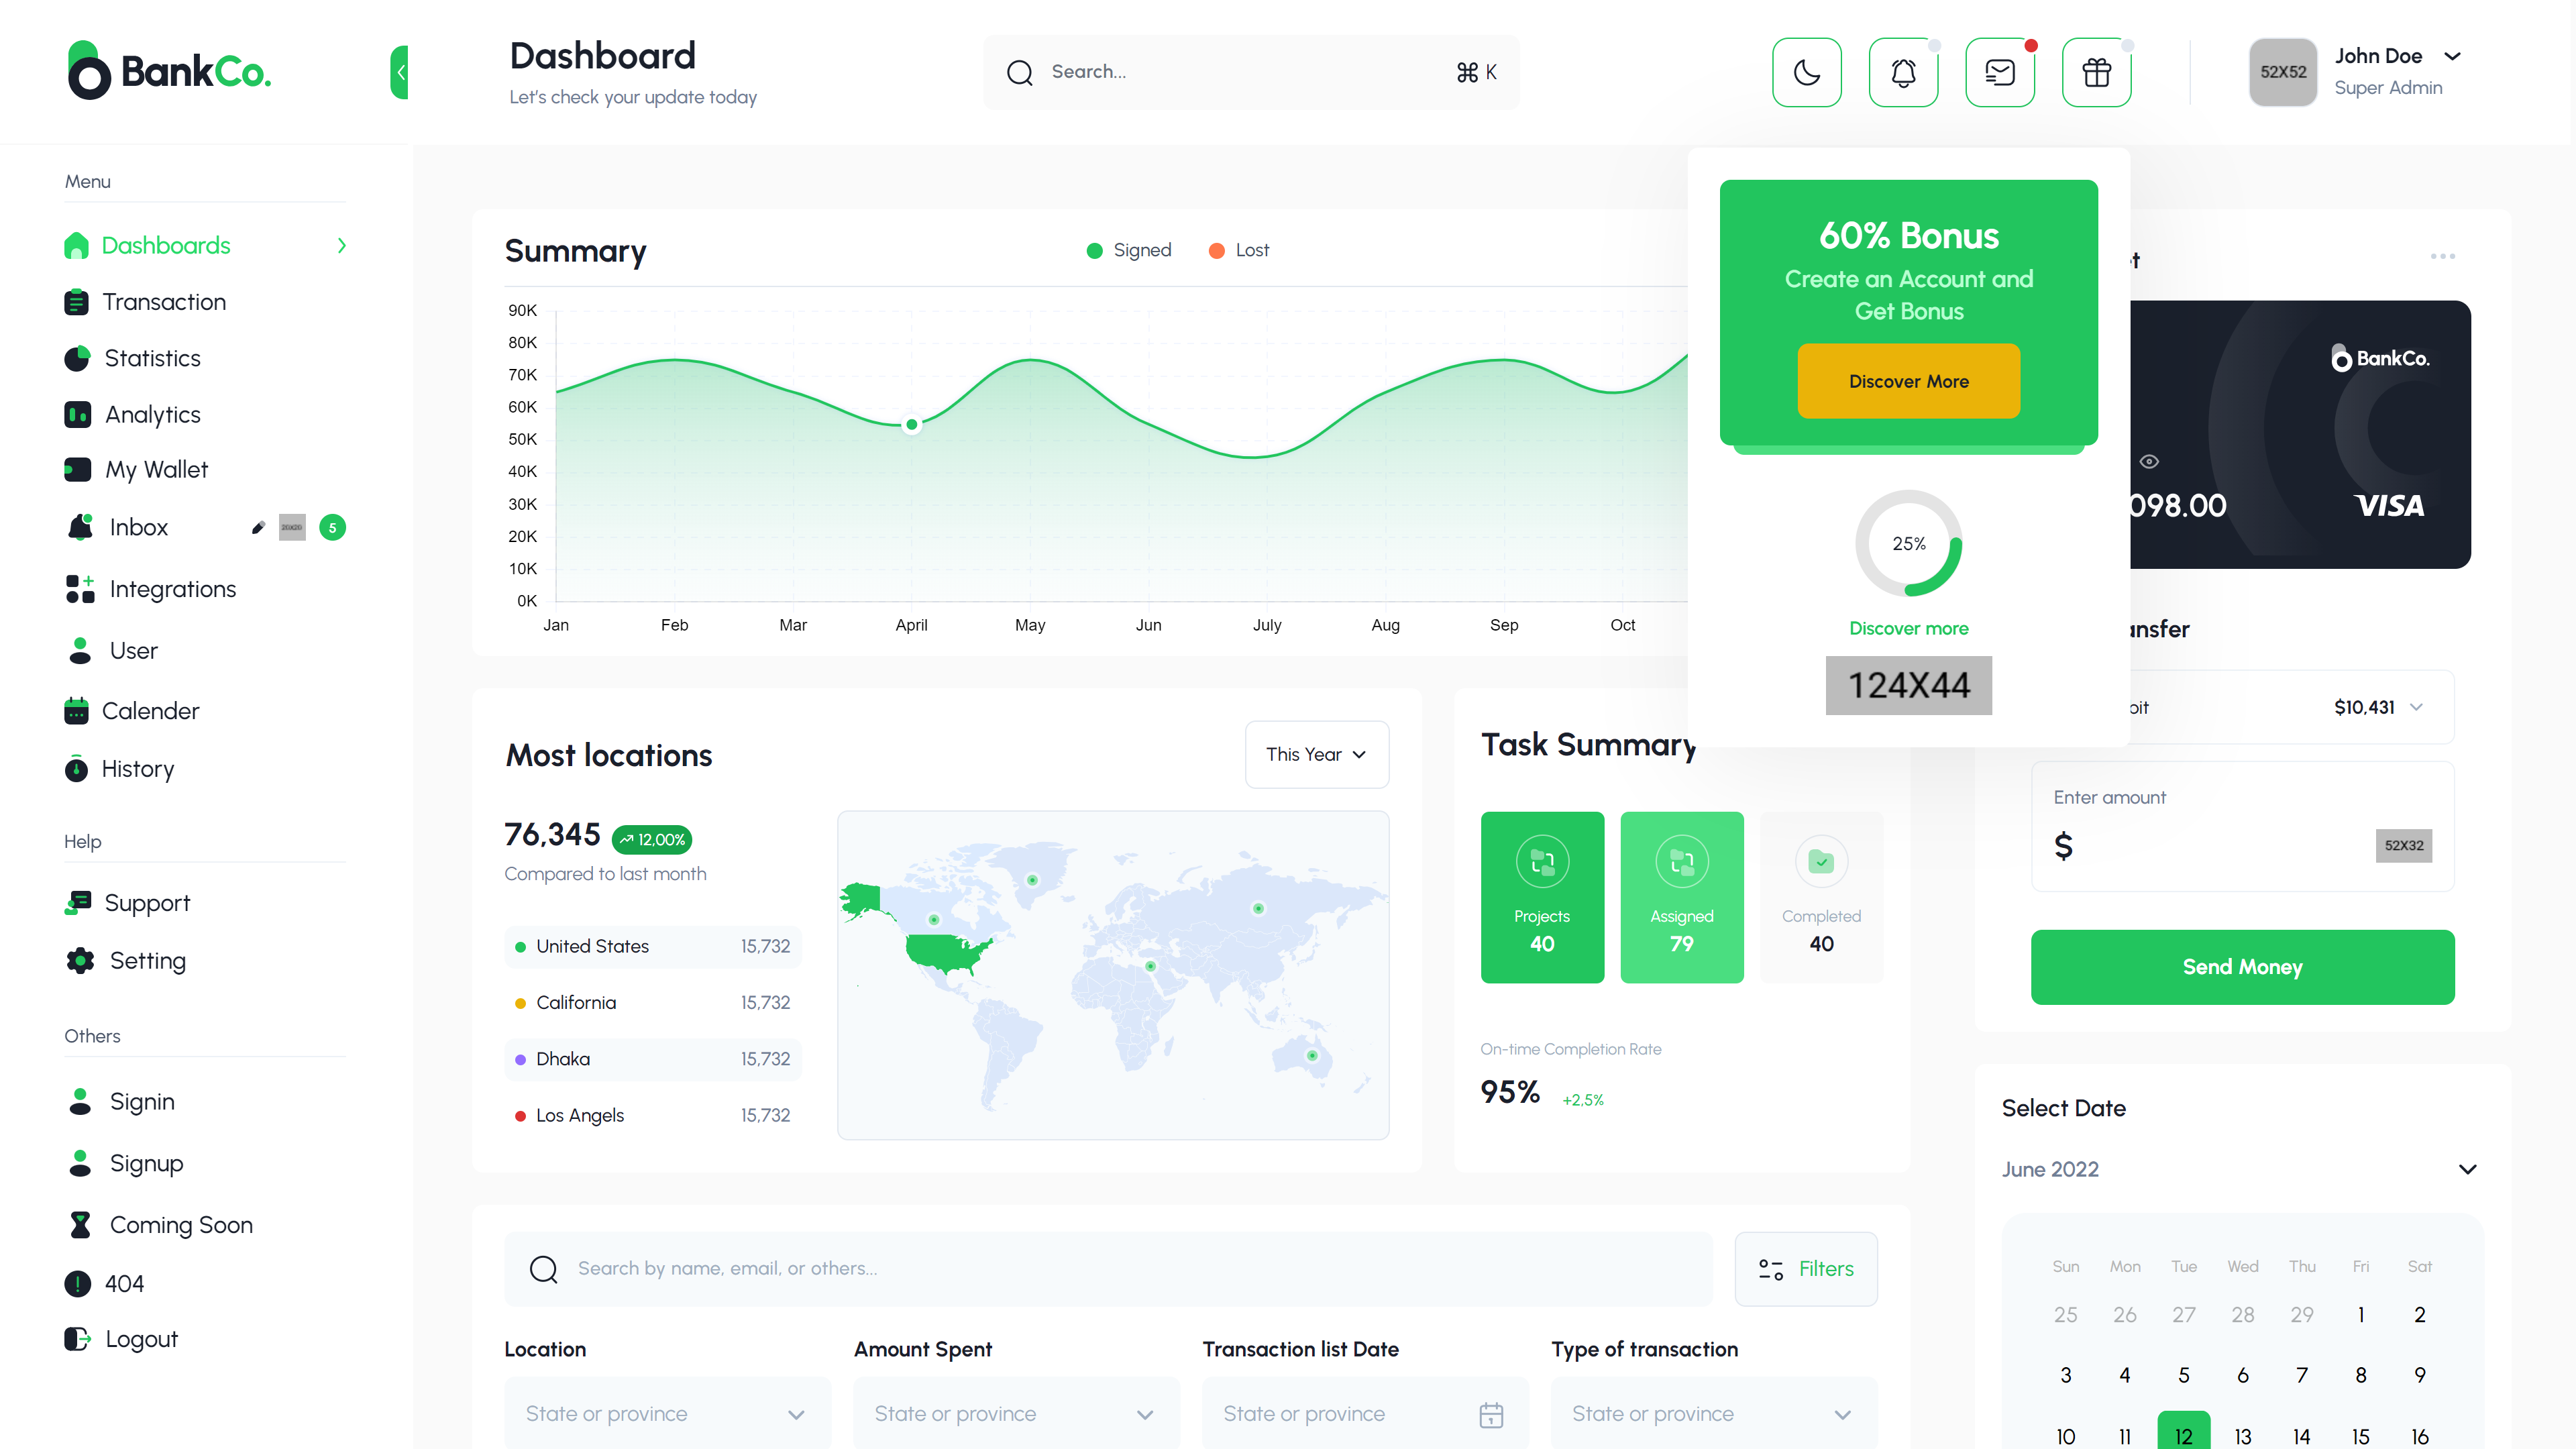 BankCo.
Dashboard
Let's check your update today
Search...
⌘ K
52X52
John Doe
Super Admin
Menu
Dashboards
Transaction
Statistics
Analytics
My Wallet
Inbox
20X20
5
Integrations
User
Calender
History
Help
Support
Setting
Others
Signin
Signup
Coming Soon
404
Logout
Summary
Signed
Lost
90K
80K
70K
60K
50K
40K
30K
20K
10K
0K
Jan Feb Mar April May Jun July Aug Sep Oct
60% Bonus
Create an Account and
Get Bonus
Discover More
25%
Discover more
124X44
et
BankCo.
098.00
VISA
ansfer
bit
$10,431
Enter amount
$
52X32
Send Money
Most locations
This Year
76,345
12,00%
Compared to last month
United States 15,732
California 15,732
Dhaka 15,732
Los Angels 15,732
Task Summary
Projects
40
Assigned
79
Completed
40
On-time Completion Rate
95% +2,5%
Select Date
June 2022
Sun Mon Tue Wed Thu Fri Sat
25 26 27 28 29 1 2
3 4 5 6 7 8 9
10 11 12 13 14 15 16
Search by name, email, or others...
Filters
Location
State or province
Amount Spent
State or province
Transaction list Date
State or province
1
Type of transaction
State or province